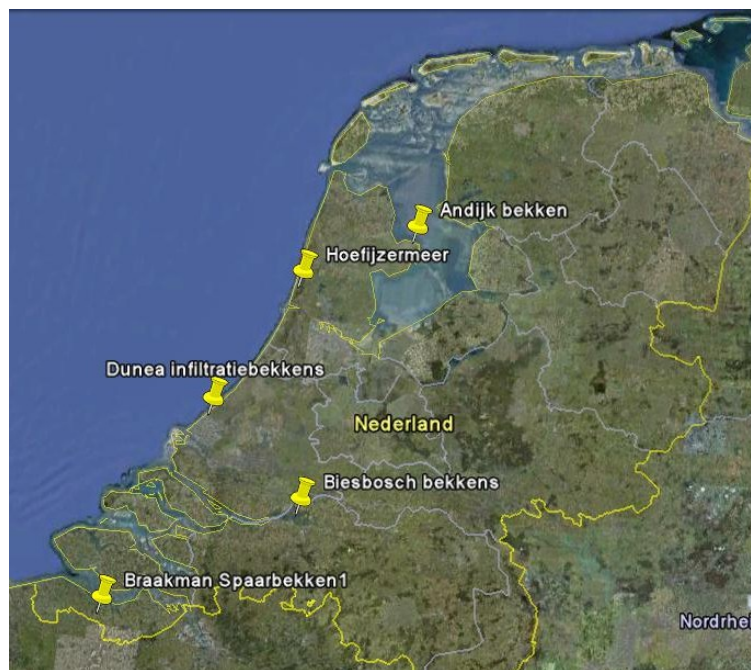 Andijk bekken
Hoefijzermeer
Dunea infiltratiebekkens
Nederland
Biesbosch bekkens
Braakman Spaarbekken1
Nordrhei